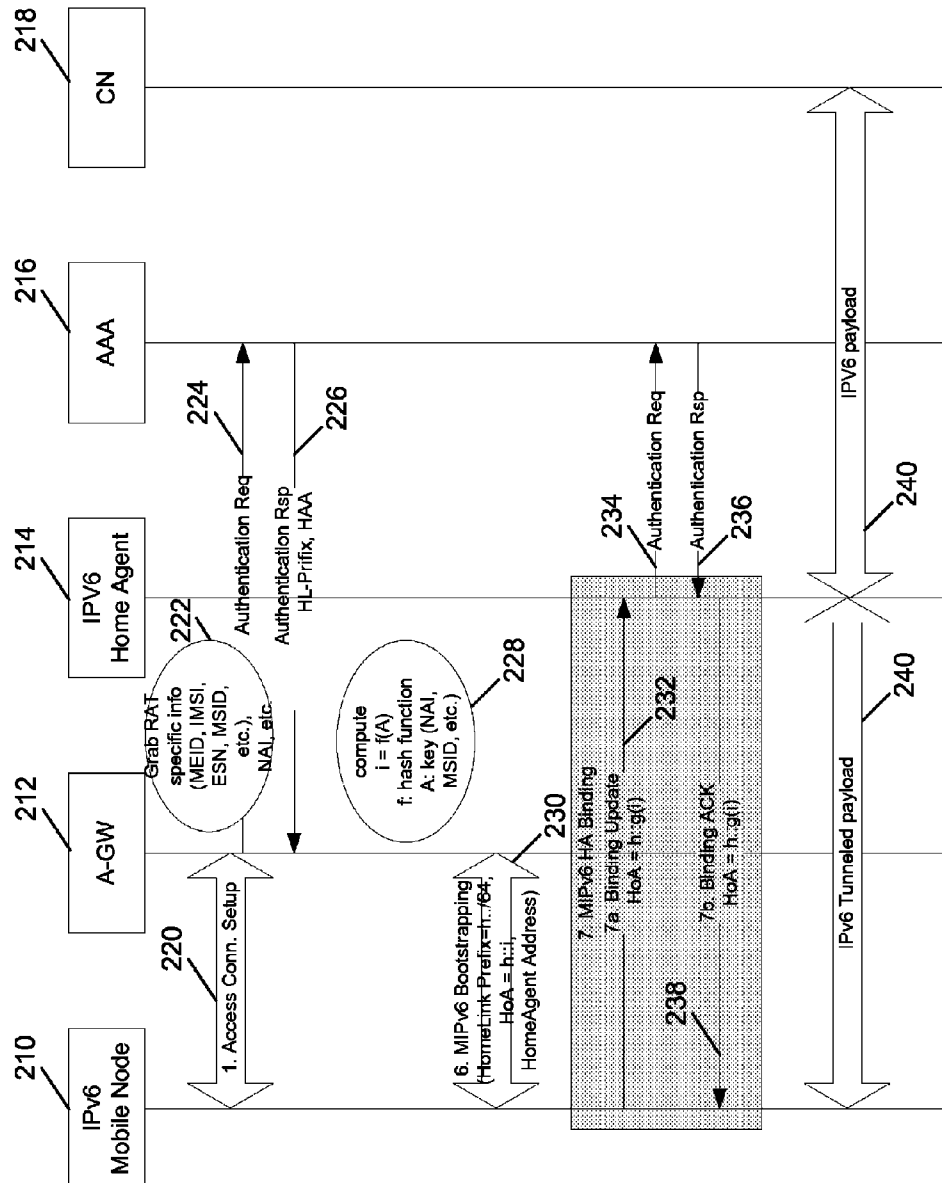 210
IPv6
Mobile Node
212
A-GW
214
IPV6
Home Agent
216
AAA
218
CN
220
1. Access Conn. Setup
222
Grab RAT
specific info
(MEID, IMSI,
ESN, MSID,
etc.),
NAI, etc.
224
Authentication Req
226
Authentication Rsp
HL-Prifix, HAA
228
compute
i = f(A)
f: hash function
A: key (NAI,
MSID, etc.)
230
6. MIPv6 Bootstrapping
(HomeLink Prefix=h../64,
HoA = h::i,
HomeAgent Address)
7. MIPv6 HA Binding
7a. Binding Update
HoA = h::g(i)
232
234
Authentication Req
Authentication Rsp
236
7b. Binding ACK
HoA = h..g(i)
238
IPv6 Tunneled payload
240
IPV6 payload
240